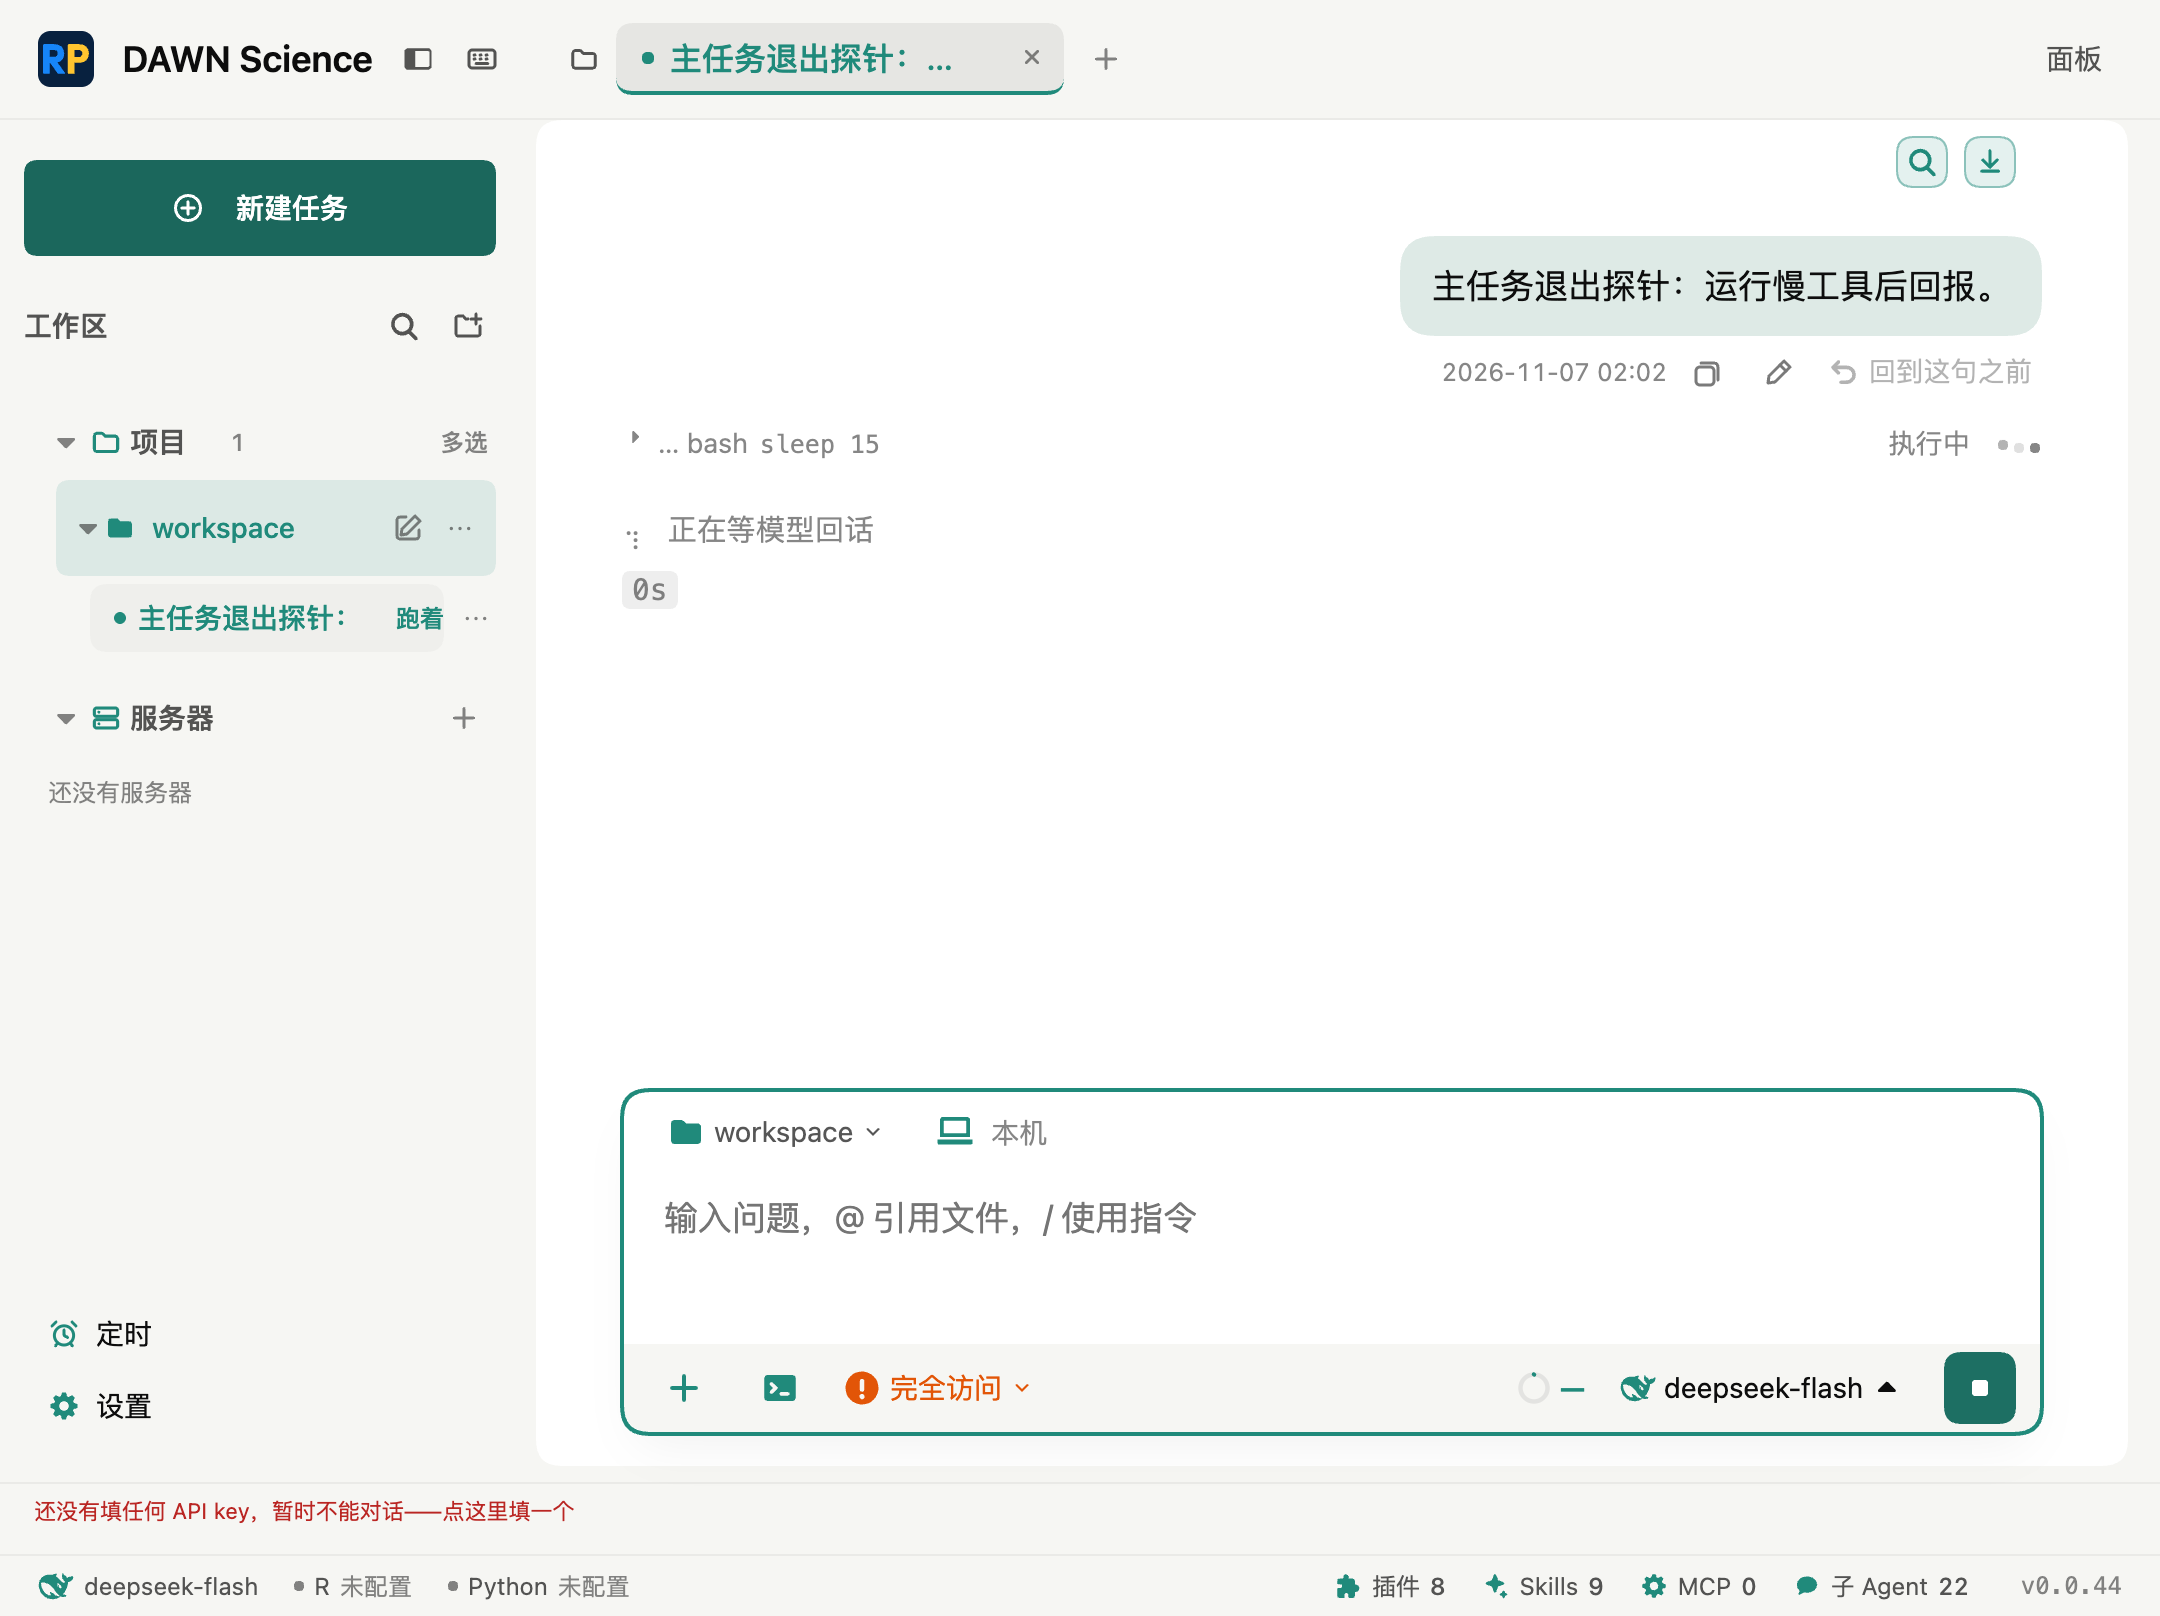 RP DAWN Science
主任务退出探针：...
面板
新建任务
工作区
项目 1 多选
workspace
主任务退出探针： 跑着
服务器
还没有服务器
定时
设置
主任务退出探针：运行慢工具后回报。
2026-11-07 02:02 回到这句之前
... bash sleep 15 执行中
正在等模型回话
0s
workspace 本机
输入问题，@ 引用文件，/ 使用指令
完全访问 deepseek-flash
还没有填任何 API key，暂时不能对话——点这里填一个
deepseek-flash R 未配置 Python 未配置 插件 8 Skills 9 MCP 0 子 Agent 22 v0.0.44